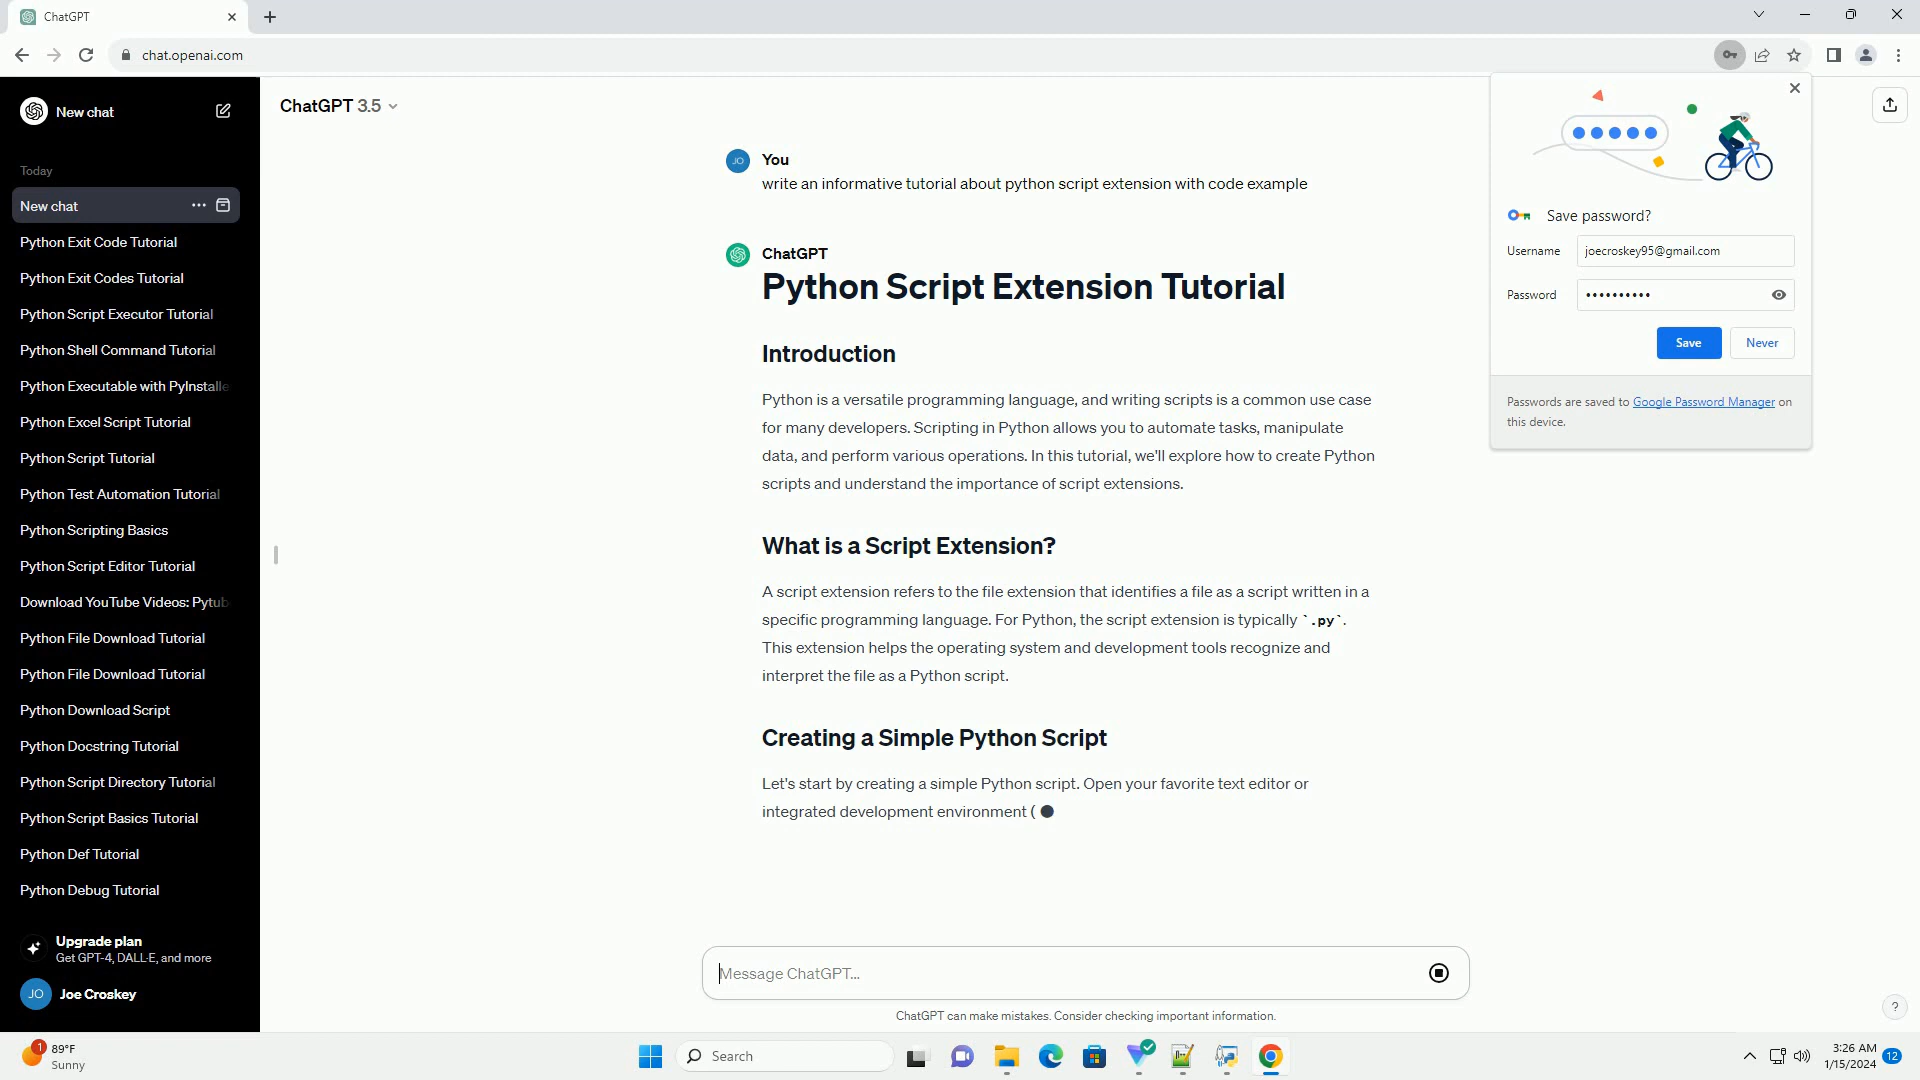 ChatGPT
chat.openai.com
New chat
Today
New chat
Python Exit Code Tutorial
Python Exit Codes Tutorial
Python Script Executor Tutorial
Python Shell Command Tutorial
Python Executable with PyInstalle
Python Excel Script Tutorial
Python Script Tutorial
Python Test Automation Tutorial
Python Scripting Basics
Python Script Editor Tutorial
Download YouTube Videos: Pytub
Python File Download Tutorial
Python File Download Tutorial
Python Download Script
Python Docstring Tutorial
Python Script Directory Tutorial
Python Script Basics Tutorial
Python Def Tutorial
Python Debug Tutorial
Upgrade plan
Get GPT-4, DALL·E, and more
JO Joe Croskey
ChatGPT 3.5
JO You
write an informative tutorial about python script extension with code example
ChatGPT
Python Script Extension Tutorial
Introduction
Python is a versatile programming language, and writing scripts is a common use case
for many developers. Scripting in Python allows you to automate tasks, manipulate
data, and perform various operations. In this tutorial, we'll explore how to create Python
scripts and understand the importance of script extensions.
What is a Script Extension?
A script extension refers to the file extension that identifies a file as a script written in a
specific programming language. For Python, the script extension is typically `.py`.
This extension helps the operating system and development tools recognize and
interpret the file as a Python script.
Creating a Simple Python Script
Let's start by creating a simple Python script. Open your favorite text editor or
integrated development environment (
Message ChatGPT...
ChatGPT can make mistakes. Consider checking important information.
?
Save password?
Username joecroskey95@gmail.com
Password ••••••••••
Save Never
Passwords are saved to Google Password Manager on
this device.
1
89°F
Sunny
Search
3:26 AM
1/15/2024
12